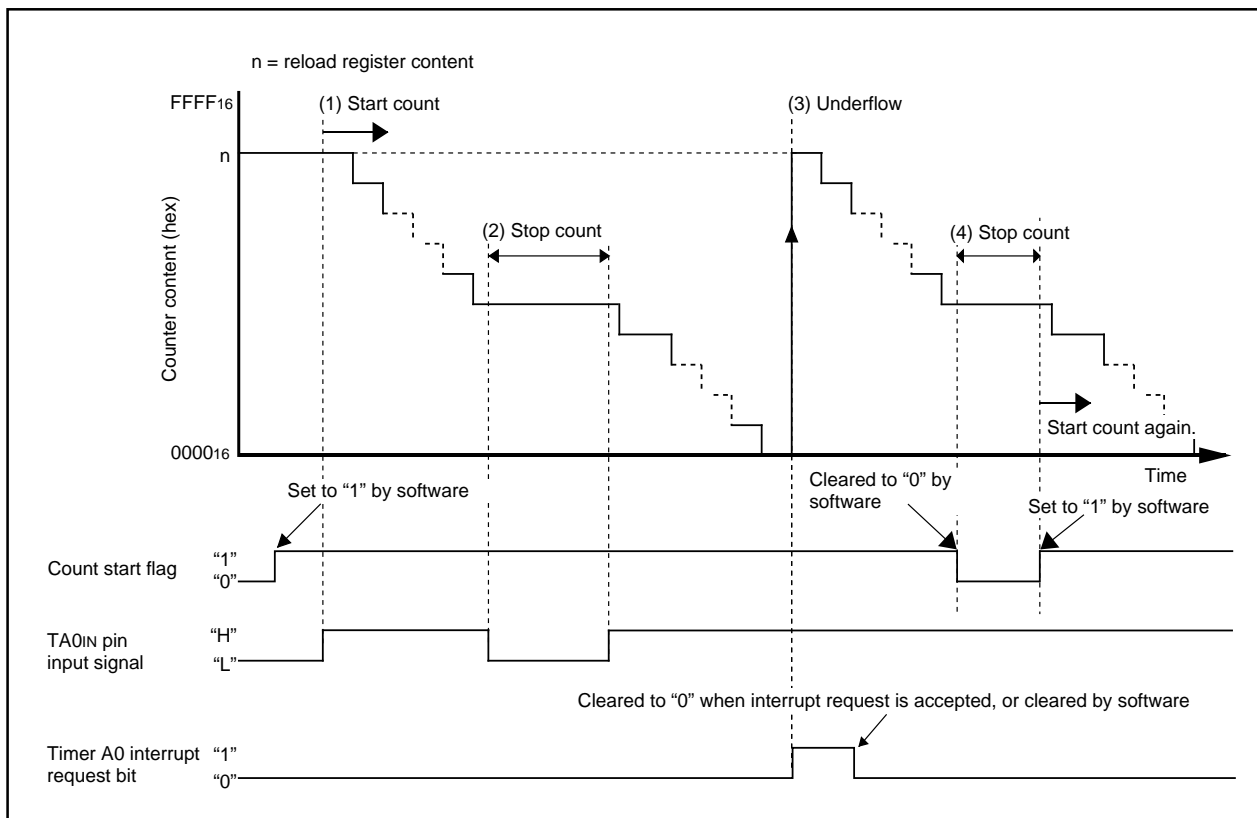 n = reload register content
FFFF16
(1) Start count
(3) Underflow
n
(2) Stop count
(4) Stop count
Counter content (hex)
Start count again.
000016
Time
Set to “1” by software
Cleared to “0” by
software
Set to “1” by software
Count start flag
“1”
“0”
TA0IN pin
input signal
“H”
“L”
Cleared to “0” when interrupt request is accepted, or cleared by software
Timer A0 interrupt
request bit
“1”
“0”